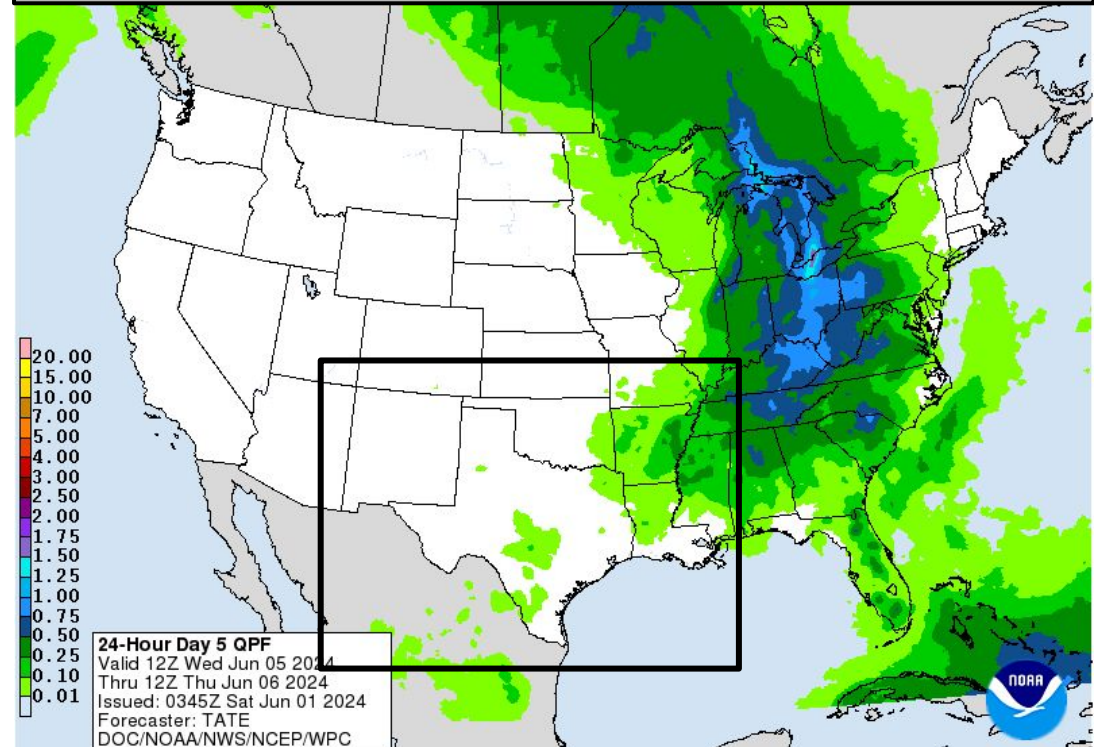 20.00
15.00
10.00
7.00
5.00
4.00
3.00
2.50
2.00
1.75
1.50
1.25
1.00
0.75
0.50
0.25
0.10
0.01
24-Hour Day 5 QPF
Valid 12Z Wed Jun 05 2024
Thru 12Z Thu Jun 06 2024
Issued: 0345Z Sat Jun 01 2024
Forecaster: TATE
DOC/NOAA/NWS/NCEP/WPC
NOAA